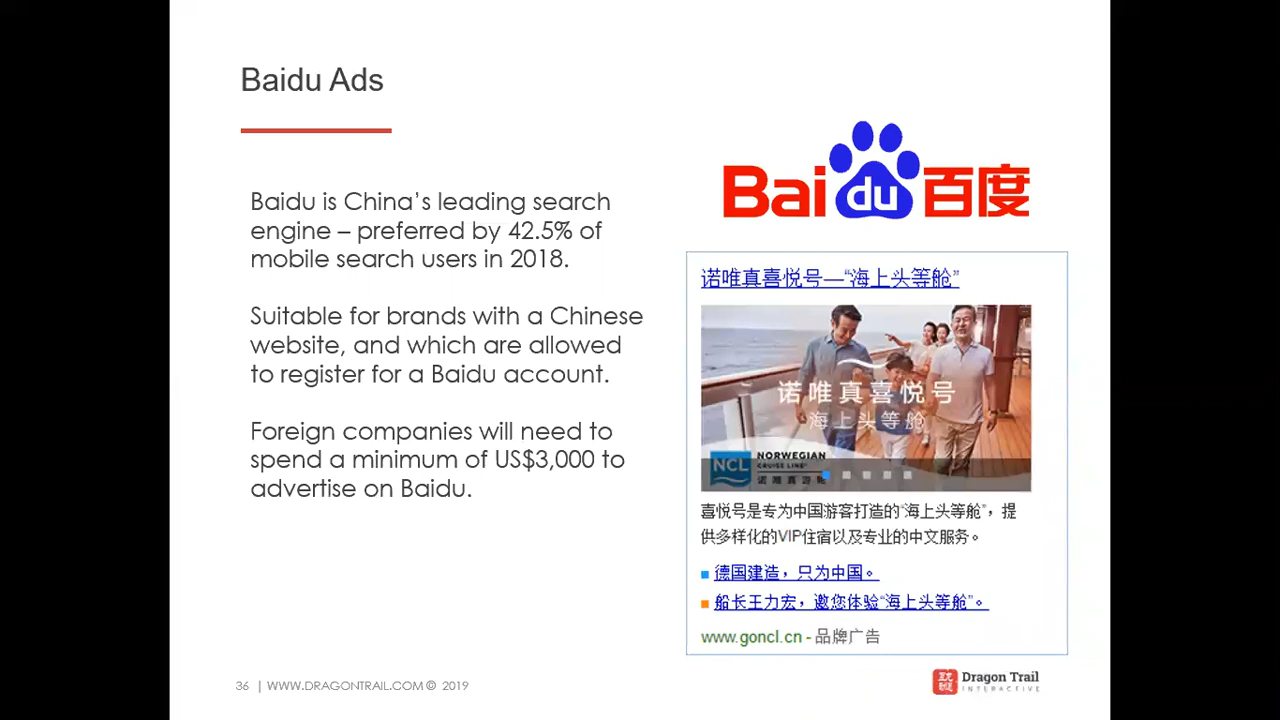 Baidu Ads
Baidu is China’s leading search
engine – preferred by 42.5% of
mobile search users in 2018.
Suitable for brands with a Chinese
website, and which are allowed
to register for a Baidu account.
Foreign companies will need to
spend a minimum of US$3,000 to
advertise on Baidu.
Bai du 百度
诺唯真喜悦号—“海上头等舱”
诺唯真喜悦号
海上头等舱
NCL NORWEGIAN
CRUISE LINE®
诺唯真游轮
喜悦号是专为中国游客打造的“海上头等舱”，提
供多样化的VIP住宿以及专业的中文服务。
德国建造，只为中国。
船长王力宏，邀您体验“海上头等舱”。
www.goncl.cn - 品牌广告
36 | WWW.DRAGONTRAIL.COM © 2019
Dragon Trail
INTERACTIVE